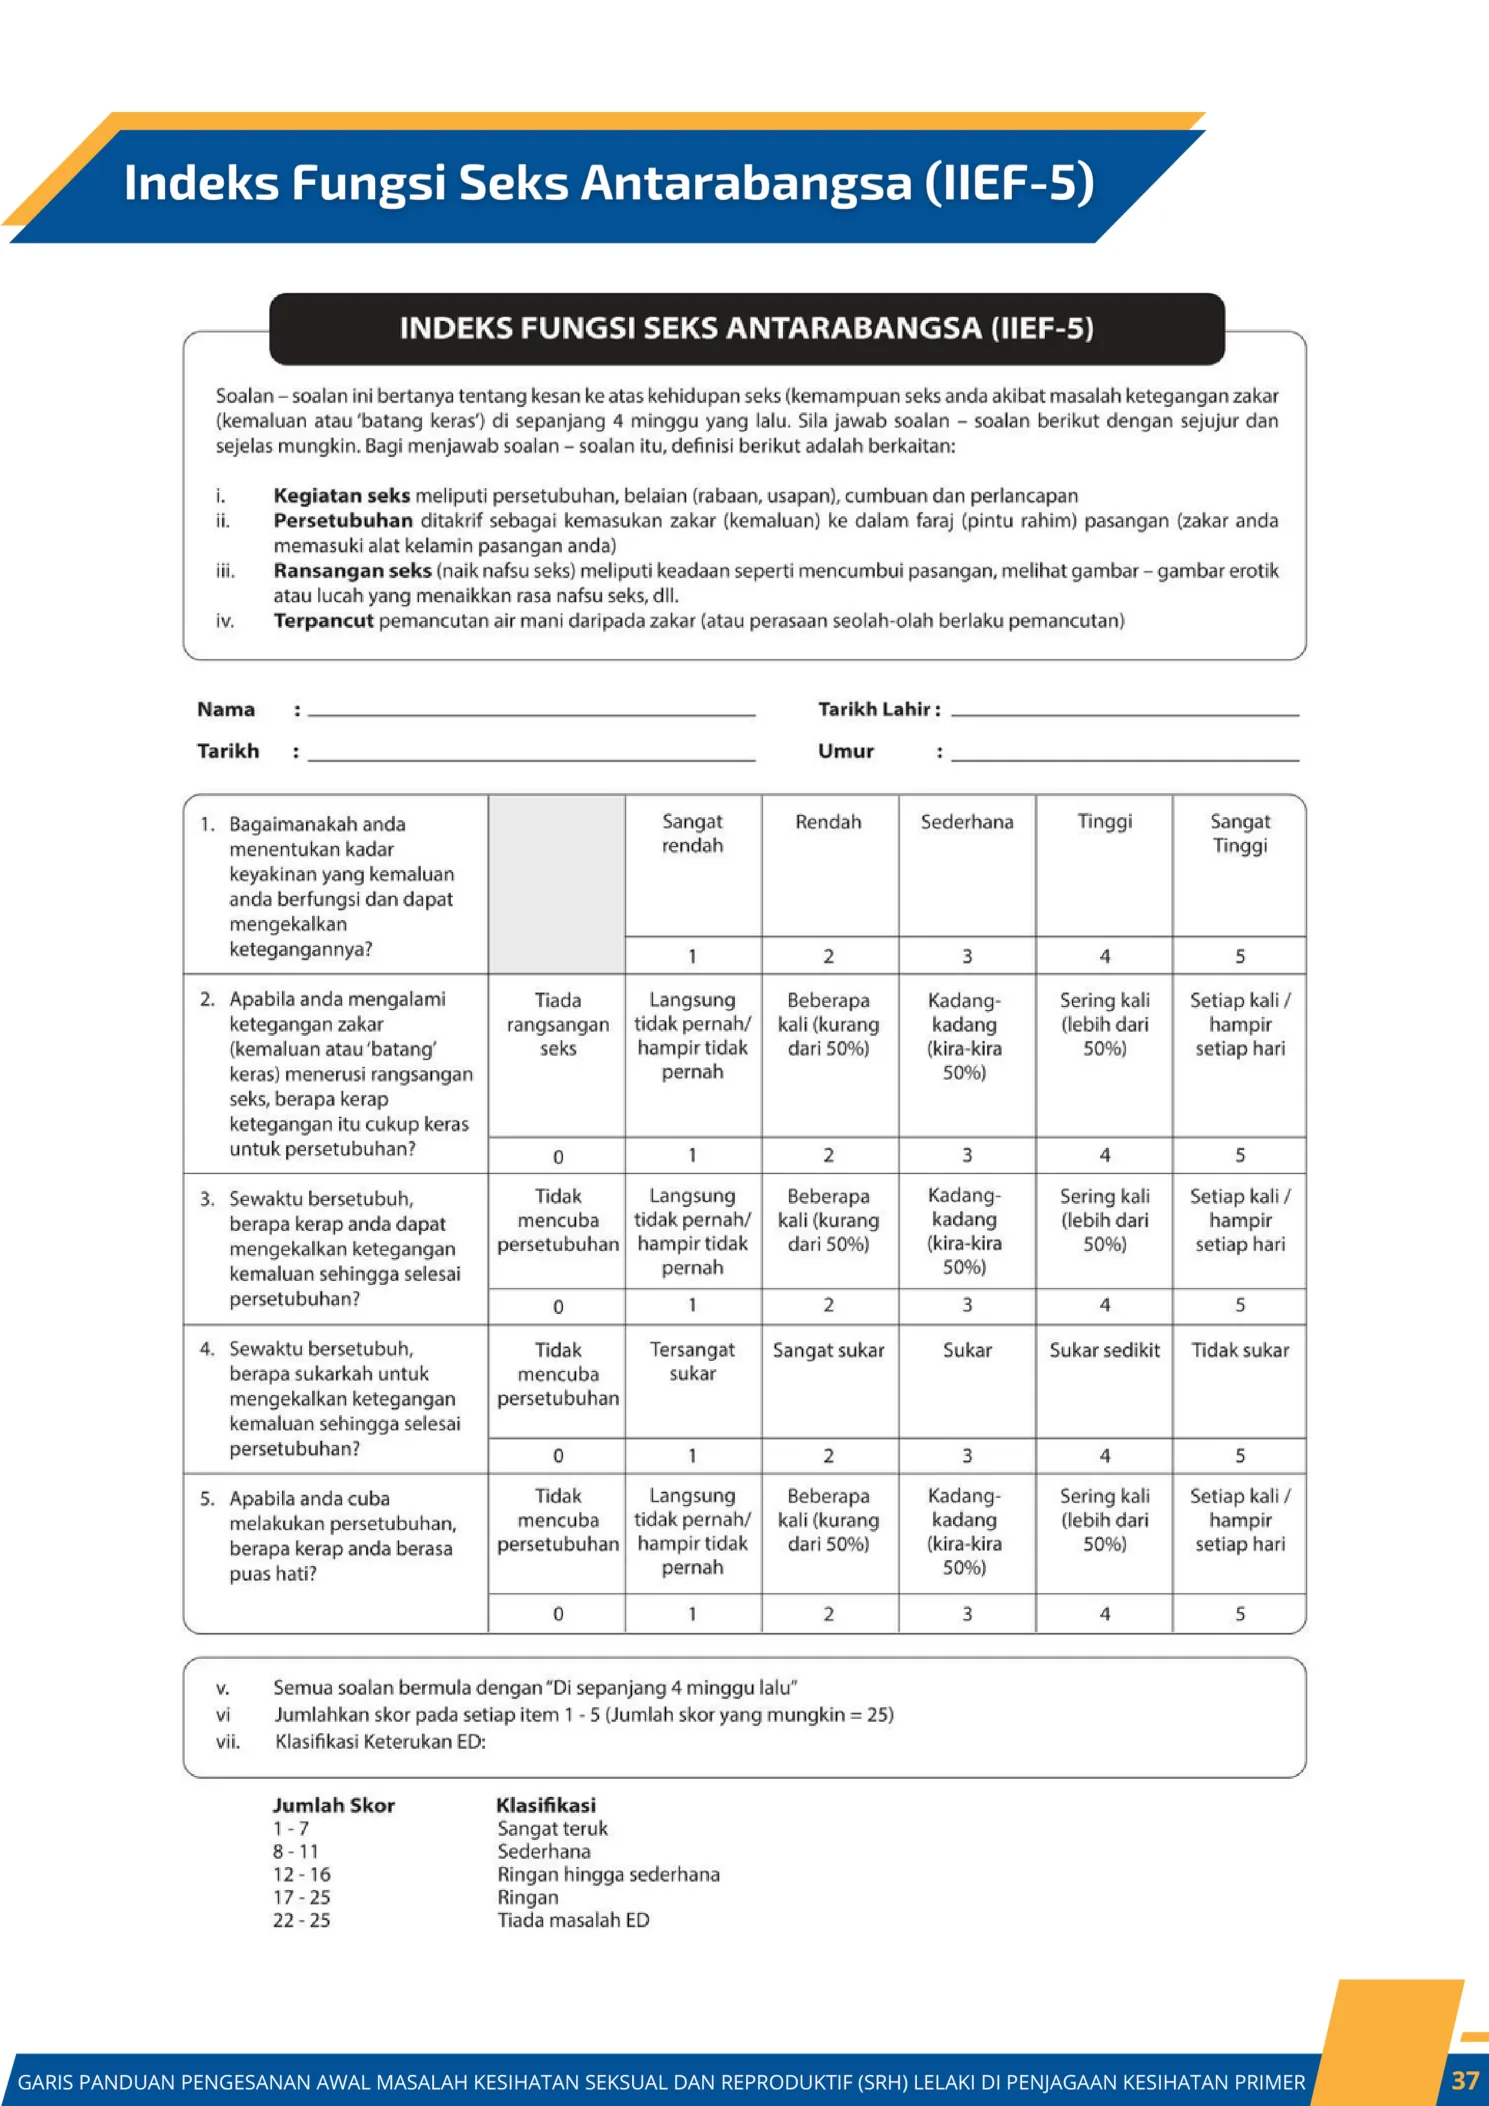 Indeks Fungsi Seks Antarabangsa (IIEF-5)
INDEKS FUNGSI SEKS ANTARABANGSA (IIEF-5)
Soalan – soalan ini bertanya tentang kesan ke atas kehidupan seks (kemampuan seks anda akibat masalah ketegangan zakar
(kemaluan atau ‘batang keras’) di sepanjang 4 minggu yang lalu. Sila jawab soalan – soalan berikut dengan sejujur dan
sejelas mungkin. Bagi menjawab soalan – soalan itu, definisi berikut adalah berkaitan:
i. Kegiatan seks meliputi persetubuhan, belaian (rabaan, usapan), cumbuan dan perlancapan
ii. Persetubuhan ditakrif sebagai kemasukan zakar (kemaluan) ke dalam faraj (pintu rahim) pasangan (zakar anda
memasuki alat kelamin pasangan anda)
iii. Ransangan seks (naik nafsu seks) meliputi keadaan seperti mencumbui pasangan, melihat gambar – gambar erotik
atau lucah yang menaikkan rasa nafsu seks, dll.
iv. Terpancut pemancutan air mani daripada zakar (atau perasaan seolah-olah berlaku pemancutan)
Nama :
Tarikh Lahir :
Tarikh :
Umur :
1. Bagaimanakah anda
menentukan kadar
keyakinan yang kemaluan
anda berfungsi dan dapat
mengekalkan
ketegangannya?
Sangat
rendah
Rendah
Sederhana
Tinggi
Sangat
Tinggi
1 2 3 4 5
2. Apabila anda mengalami
ketegangan zakar
(kemaluan atau ‘batang’
keras) menerusi rangsangan
seks, berapa kerap
ketegangan itu cukup keras
untuk persetubuhan?
Tiada
rangsangan
seks
Langsung
tidak pernah/
hampir tidak
pernah
Beberapa
kali (kurang
dari 50%)
Kadang-
kadang
(kira-kira
50%)
Sering kali
(lebih dari
50%)
Setiap kali /
hampir
setiap hari
0 1 2 3 4 5
3. Sewaktu bersetubuh,
berapa kerap anda dapat
mengekalkan ketegangan
kemaluan sehingga selesai
persetubuhan?
Tidak
mencuba
persetubuhan
Langsung
tidak pernah/
hampir tidak
pernah
Beberapa
kali (kurang
dari 50%)
Kadang-
kadang
(kira-kira
50%)
Sering kali
(lebih dari
50%)
Setiap kali /
hampir
setiap hari
0 1 2 3 4 5
4. Sewaktu bersetubuh,
berapa sukarkah untuk
mengekalkan ketegangan
kemaluan sehingga selesai
persetubuhan?
Tidak
mencuba
persetubuhan
Tersangat
sukar
Sangat sukar
Sukar
Sukar sedikit
Tidak sukar
0 1 2 3 4 5
5. Apabila anda cuba
melakukan persetubuhan,
berapa kerap anda berasa
puas hati?
Tidak
mencuba
persetubuhan
Langsung
tidak pernah/
hampir tidak
pernah
Beberapa
kali (kurang
dari 50%)
Kadang-
kadang
(kira-kira
50%)
Sering kali
(lebih dari
50%)
Setiap kali /
hampir
setiap hari
0 1 2 3 4 5
v. Semua soalan bermula dengan “Di sepanjang 4 minggu lalu”
vi Jumlahkan skor pada setiap item 1 - 5 (Jumlah skor yang mungkin = 25)
vii. Klasifikasi Keterukan ED:
Jumlah Skor Klasifikasi
1 - 7 Sangat teruk
8 - 11 Sederhana
12 - 16 Ringan hingga sederhana
17 - 25 Ringan
22 - 25 Tiada masalah ED
GARIS PANDUAN PENGESANAN AWAL MASALAH KESIHATAN SEKSUAL DAN REPRODUKTIF (SRH) LELAKI DI PENJAGAAN KESIHATAN PRIMER 37